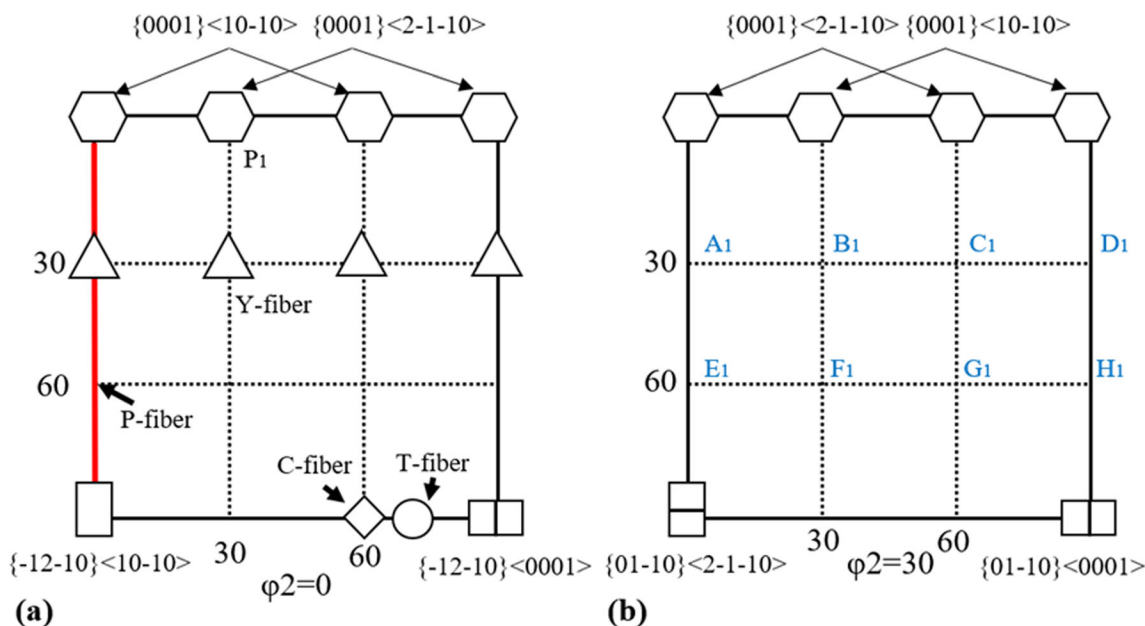 {0001}<10-10> {0001}<2-1-10>
P1
30
Y-fiber
60
P-fiber
C-fiber
T-fiber
30
60
{-12-10}<10-10>
{-12-10}<0001>
φ2=0
(a)
{0001}<2-1-10> {0001}<10-10>
A1 B1 C1 D1
30
E1 F1 G1 H1
60
30
60
{01-10}<2-1-10>
φ2=30
{01-10}<0001>
(b)